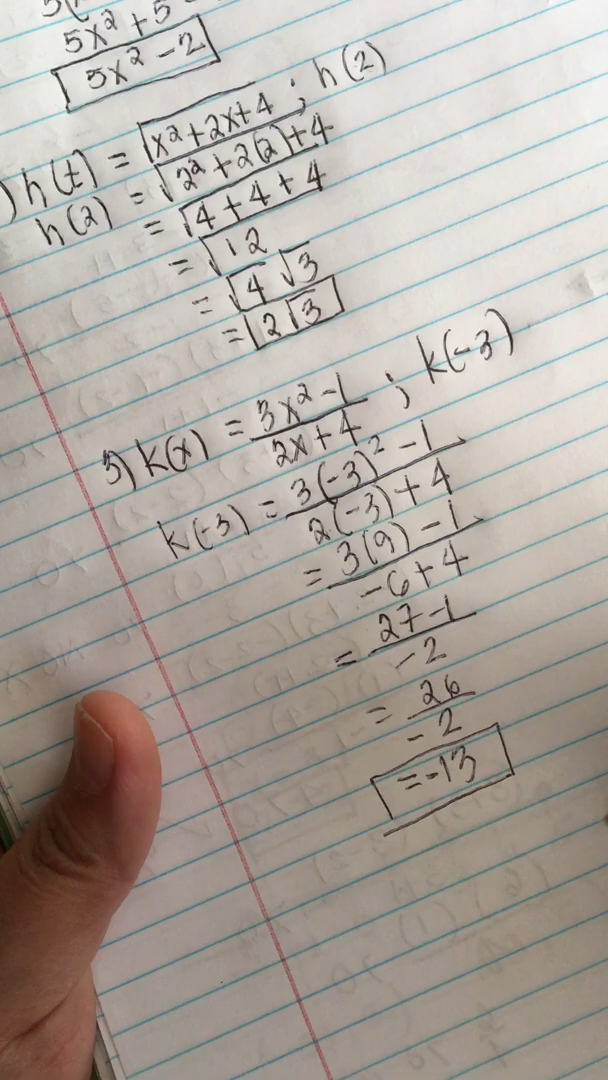 5x² + 5
5x² - 2
) h(t) = √x²+2x+4 ; h(2)
h(2) = √2²+2(2)+4
= √4+4+4
= √12
= √4 √3
= 2√3
5) k(x) = 3x²-1 / 2x+4 ; k(-3)
k(-3) = 3(-3)²-1 / 2(-3)+4
= 3(9)-1 / -6+4
= 27-1 / -2
= 26 / -2
= -13